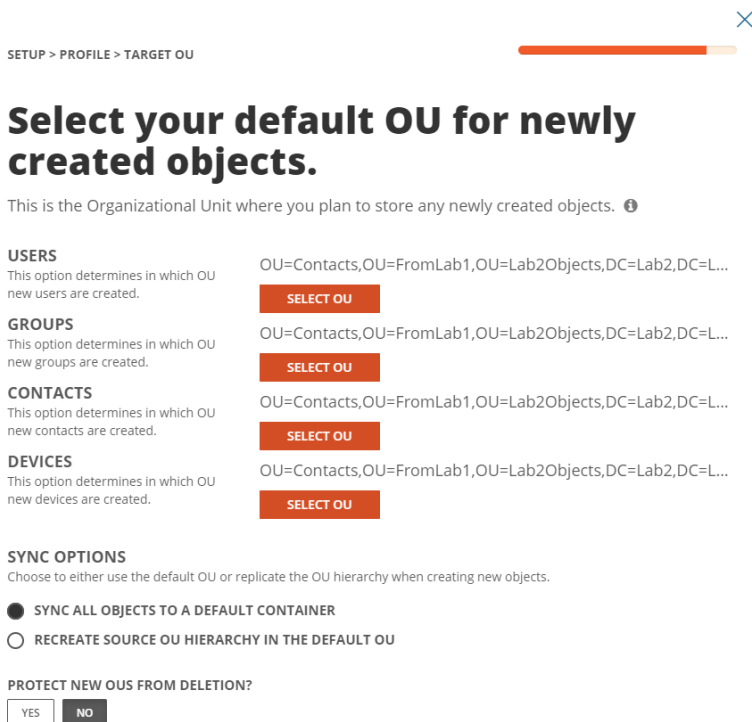 SETUP > PROFILE > TARGET OU
Select your default OU for newly
created objects.
This is the Organizational Unit where you plan to store any newly created objects.
USERS
This option determines in which OU
new users are created.
OU=Contacts,OU=FromLab1,OU=Lab2Objects,DC=Lab2,DC=L...
SELECT OU
GROUPS
This option determines in which OU
new groups are created.
OU=Contacts,OU=FromLab1,OU=Lab2Objects,DC=Lab2,DC=L...
SELECT OU
CONTACTS
This option determines in which OU
new contacts are created.
OU=Contacts,OU=FromLab1,OU=Lab2Objects,DC=Lab2,DC=L...
SELECT OU
DEVICES
This option determines in which OU
new devices are created.
OU=Contacts,OU=FromLab1,OU=Lab2Objects,DC=Lab2,DC=L...
SELECT OU
SYNC OPTIONS
Choose to either use the default OU or replicate the OU hierarchy when creating new objects.
SYNC ALL OBJECTS TO A DEFAULT CONTAINER
RECREATE SOURCE OU HIERARCHY IN THE DEFAULT OU
PROTECT NEW OUS FROM DELETION?
YES NO